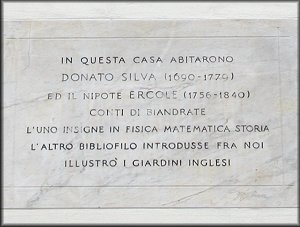 IN QUESTA CASA ABITARONO
DONATO SILVA (1690-1779)
ED IL NIPOTE ERCOLE (1756-1840)
CONTI DI BIANDRATE
L'UNO INSIGNE IN FISICA MATEMATICA STORIA
L'ALTRO BIBLIOFILO INTRODUSSE FRA NOI
ILLUSTRÒ I GIARDINI INGLESI